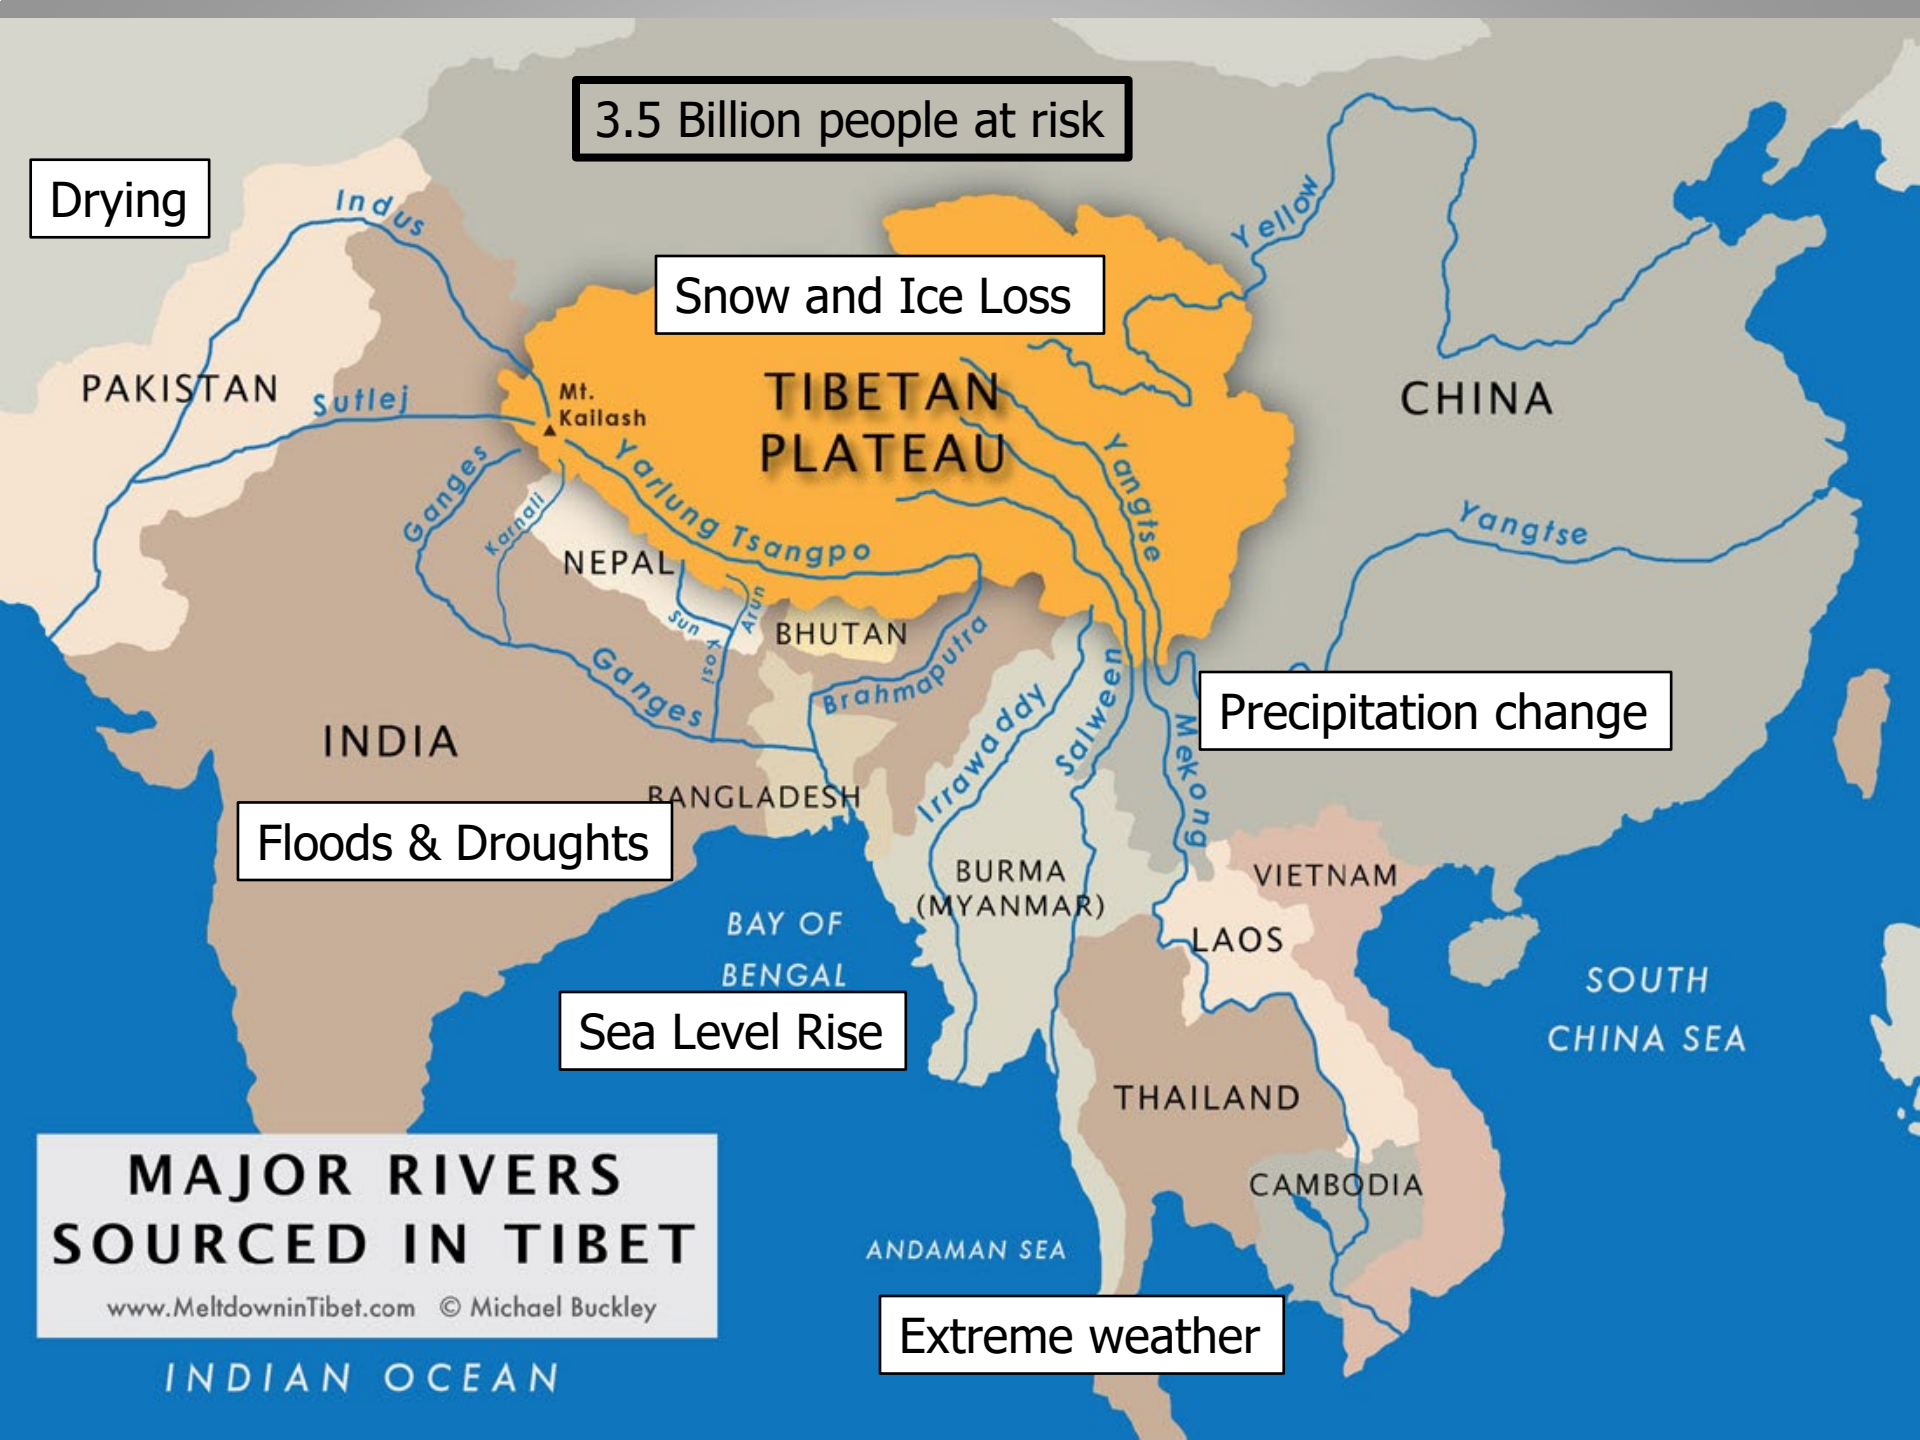 3.5 Billion people at risk
Drying
Indus
Yellow
Snow and Ice Loss
PAKISTAN
Sutlej
Mt.
Kailash
TIBETAN
PLATEAU
CHINA
Ganges
Karnali
Yarlung Tsangpo
Yangtse
Yangtse
NEPAL
Sun
Kosi
Arun
BHUTAN
Ganges
Brahmaputra
Irrawaddy
Salween
Mekong
Precipitation change
INDIA
BANGLADESH
Floods & Droughts
BURMA
(MYANMAR)
VIETNAM
LAOS
BAY OF
BENGAL
SOUTH
CHINA SEA
Sea Level Rise
THAILAND
CAMBODIA
MAJOR RIVERS
SOURCED IN TIBET
www.MeltdowninTibet.com © Michael Buckley
ANDAMAN SEA
Extreme weather
INDIAN OCEAN